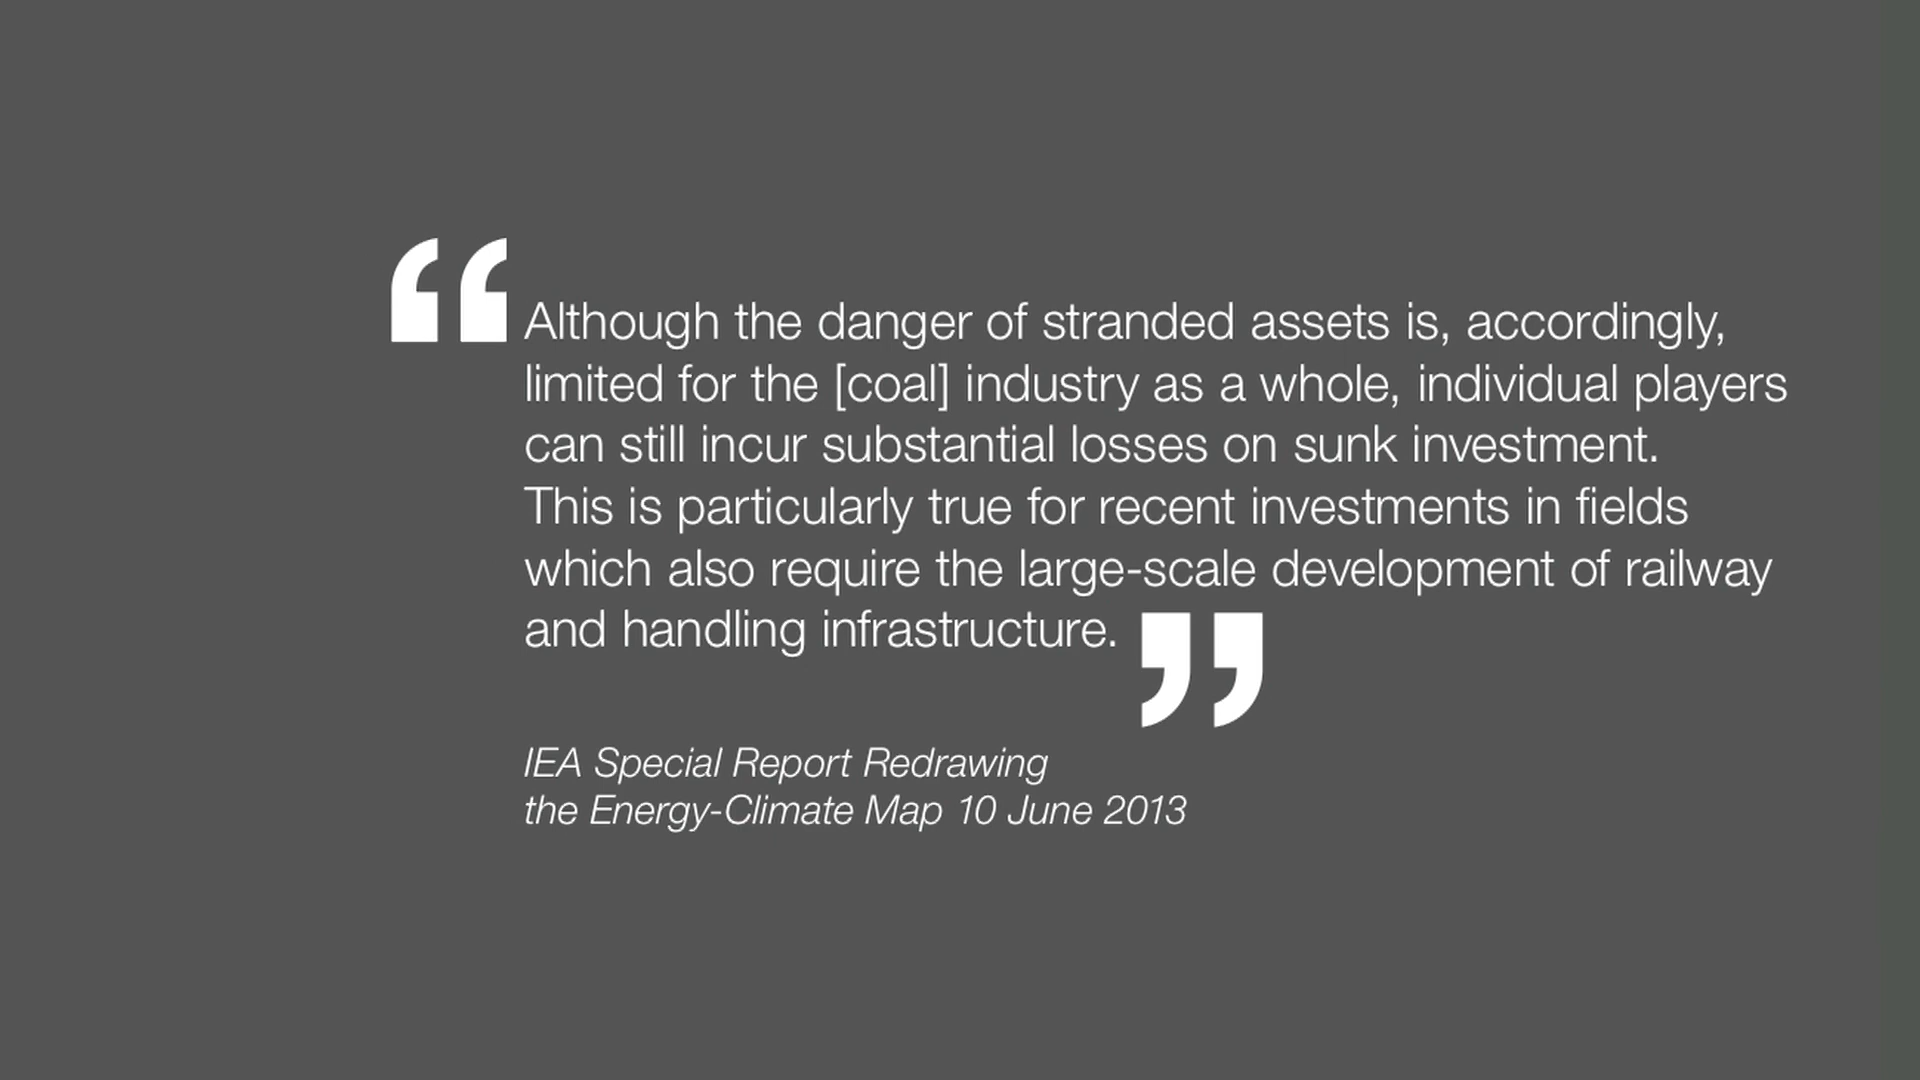 “Although the danger of stranded assets is, accordingly,
limited for the [coal] industry as a whole, individual players
can still incur substantial losses on sunk investment.
This is particularly true for recent investments in fields
which also require the large-scale development of railway
and handling infrastructure.”
IEA Special Report Redrawing
the Energy-Climate Map 10 June 2013